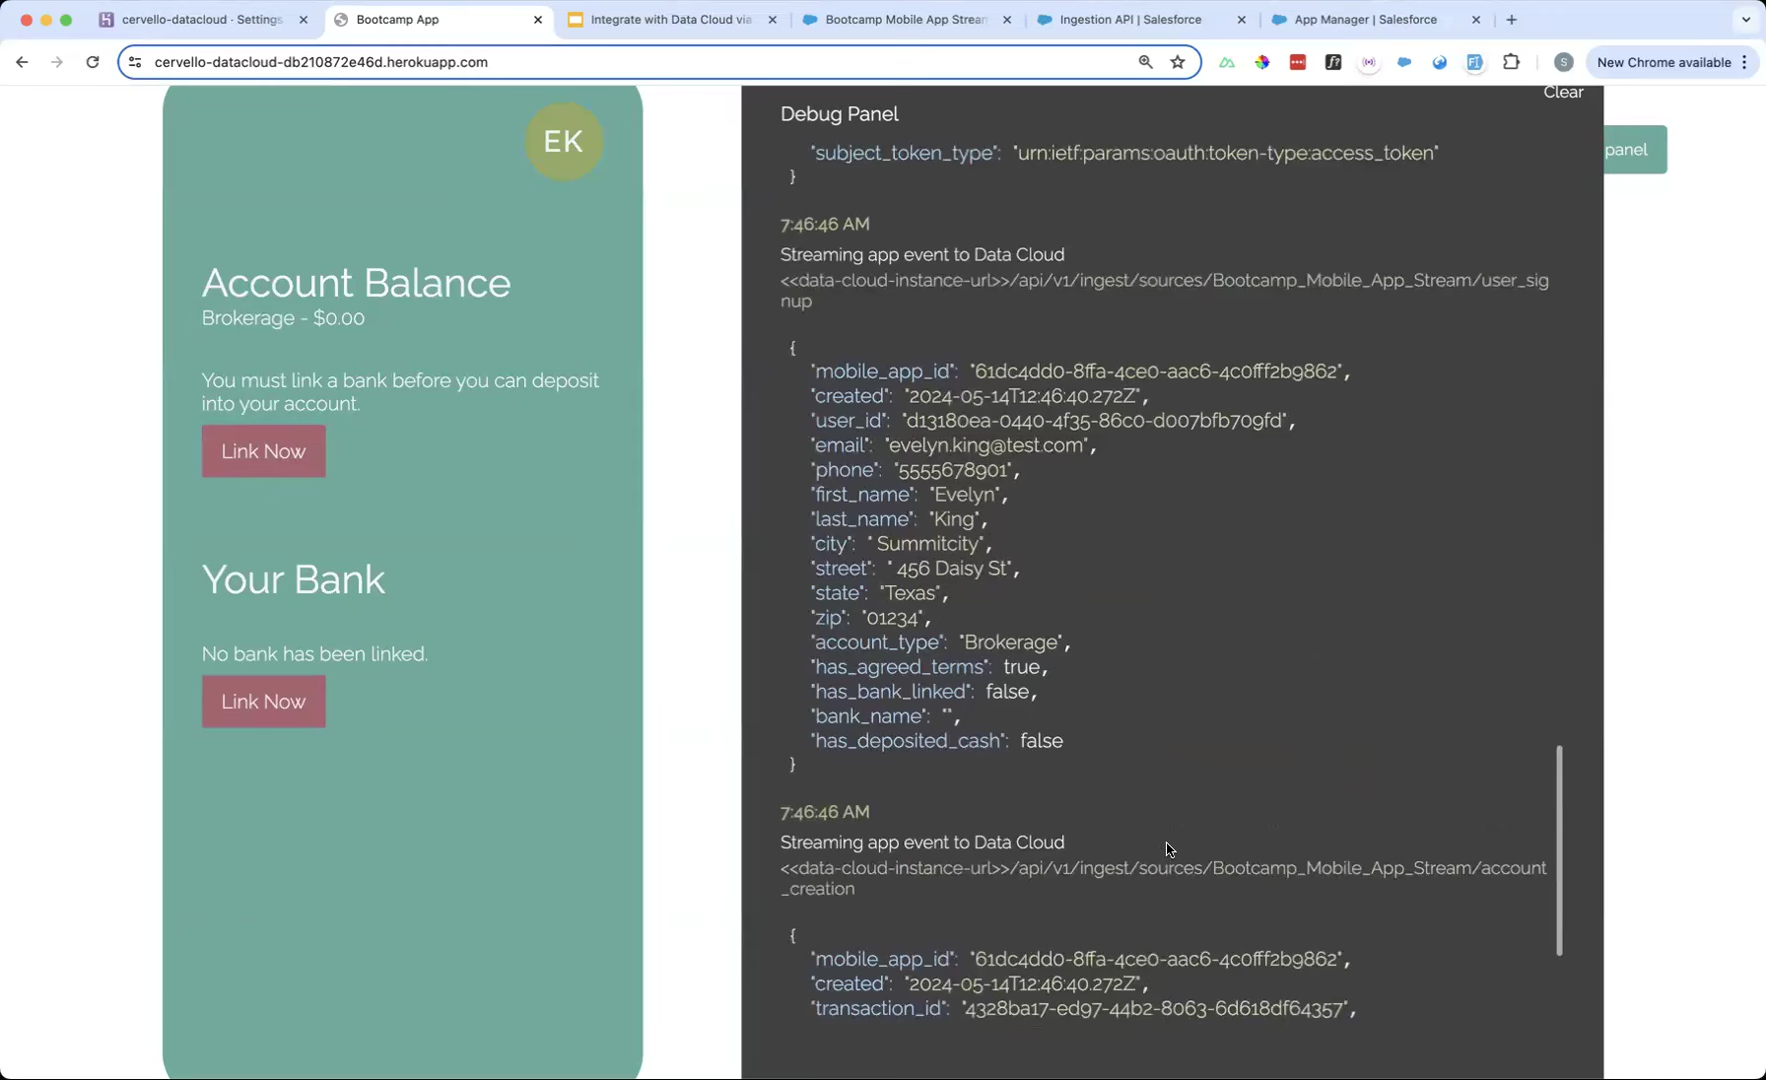 cervello-datacloud · Settings
Bootcamp App
Integrate with Data Cloud via
Bootcamp Mobile App Stream
Ingestion API | Salesforce
App Manager | Salesforce
cervello-datacloud-db210872e46d.herokuapp.com
S
New Chrome available
EK
Account Balance
Brokerage - $0.00
You must link a bank before you can deposit
into your account.
Link Now
Your Bank
No bank has been linked.
Link Now
Clear
Debug Panel
panel
"subject_token_type": "urn:ietf:params:oauth:token-type:access_token"
}
7:46:46 AM
Streaming app event to Data Cloud
<<data-cloud-instance-url>>/api/v1/ingest/sources/Bootcamp_Mobile_App_Stream/user_sig
nup
{
"mobile_app_id": "61dc4dd0-8ffa-4ce0-aac6-4c0fff2b9862",
"created": "2024-05-14T12:46:40.272Z",
"user_id": "d13180ea-0440-4f35-86c0-d007bfb709fd",
"email": "evelyn.king@test.com",
"phone": "5555678901",
"first_name": "Evelyn",
"last_name": "King",
"city": " Summitcity",
"street": " 456 Daisy St",
"state": "Texas",
"zip": "01234",
"account_type": "Brokerage",
"has_agreed_terms": true,
"has_bank_linked": false,
"bank_name": "",
"has_deposited_cash": false
}
7:46:46 AM
Streaming app event to Data Cloud
<<data-cloud-instance-url>>/api/v1/ingest/sources/Bootcamp_Mobile_App_Stream/account
_creation
{
"mobile_app_id": "61dc4dd0-8ffa-4ce0-aac6-4c0fff2b9862",
"created": "2024-05-14T12:46:40.272Z",
"transaction_id": "4328ba17-ed97-44b2-8063-6d618df64357",